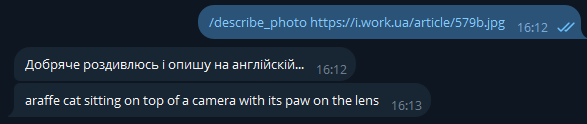 /describe_photo https://i.work.ua/article/579b.jpg 16:12
Добряче роздивлюсь і опишу на англійскій... 16:12
araffe cat sitting on top of a camera with its paw on the lens 16:13